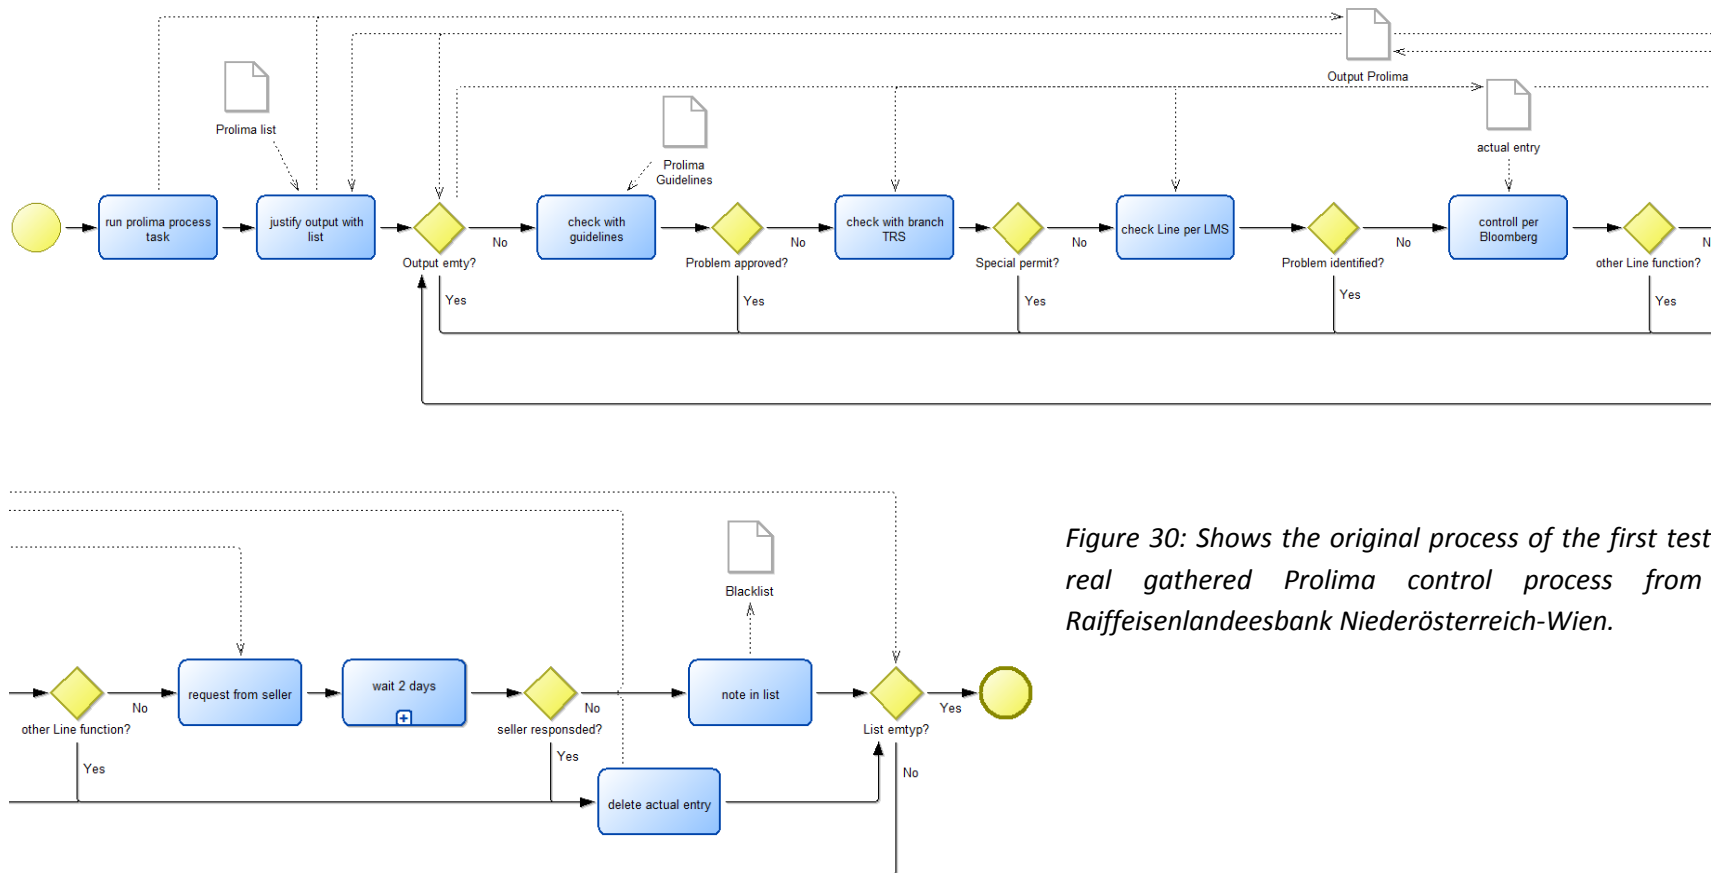 Output Prolima
Prolima list
actual entry
Prolima
Guidelines
run prolima process
task
justify output with
list
Output emty?
No
Yes
check with
guidelines
Problem approved?
No
Yes
check with branch
TRS
Special permit?
No
Yes
check Line per LMS
Problem identified?
No
Yes
controll per
Bloomberg
other Line function?
N
Yes
Blacklist
other Line function?
No
Yes
request from seller
wait 2 days
seller responsded?
No
Yes
note in list
List emtyp?
Yes
No
delete actual entry
Figure 30: Shows the original process of the first test
real gathered Prolima control process from
Raiffeisenlandeesbank Niederösterreich-Wien.